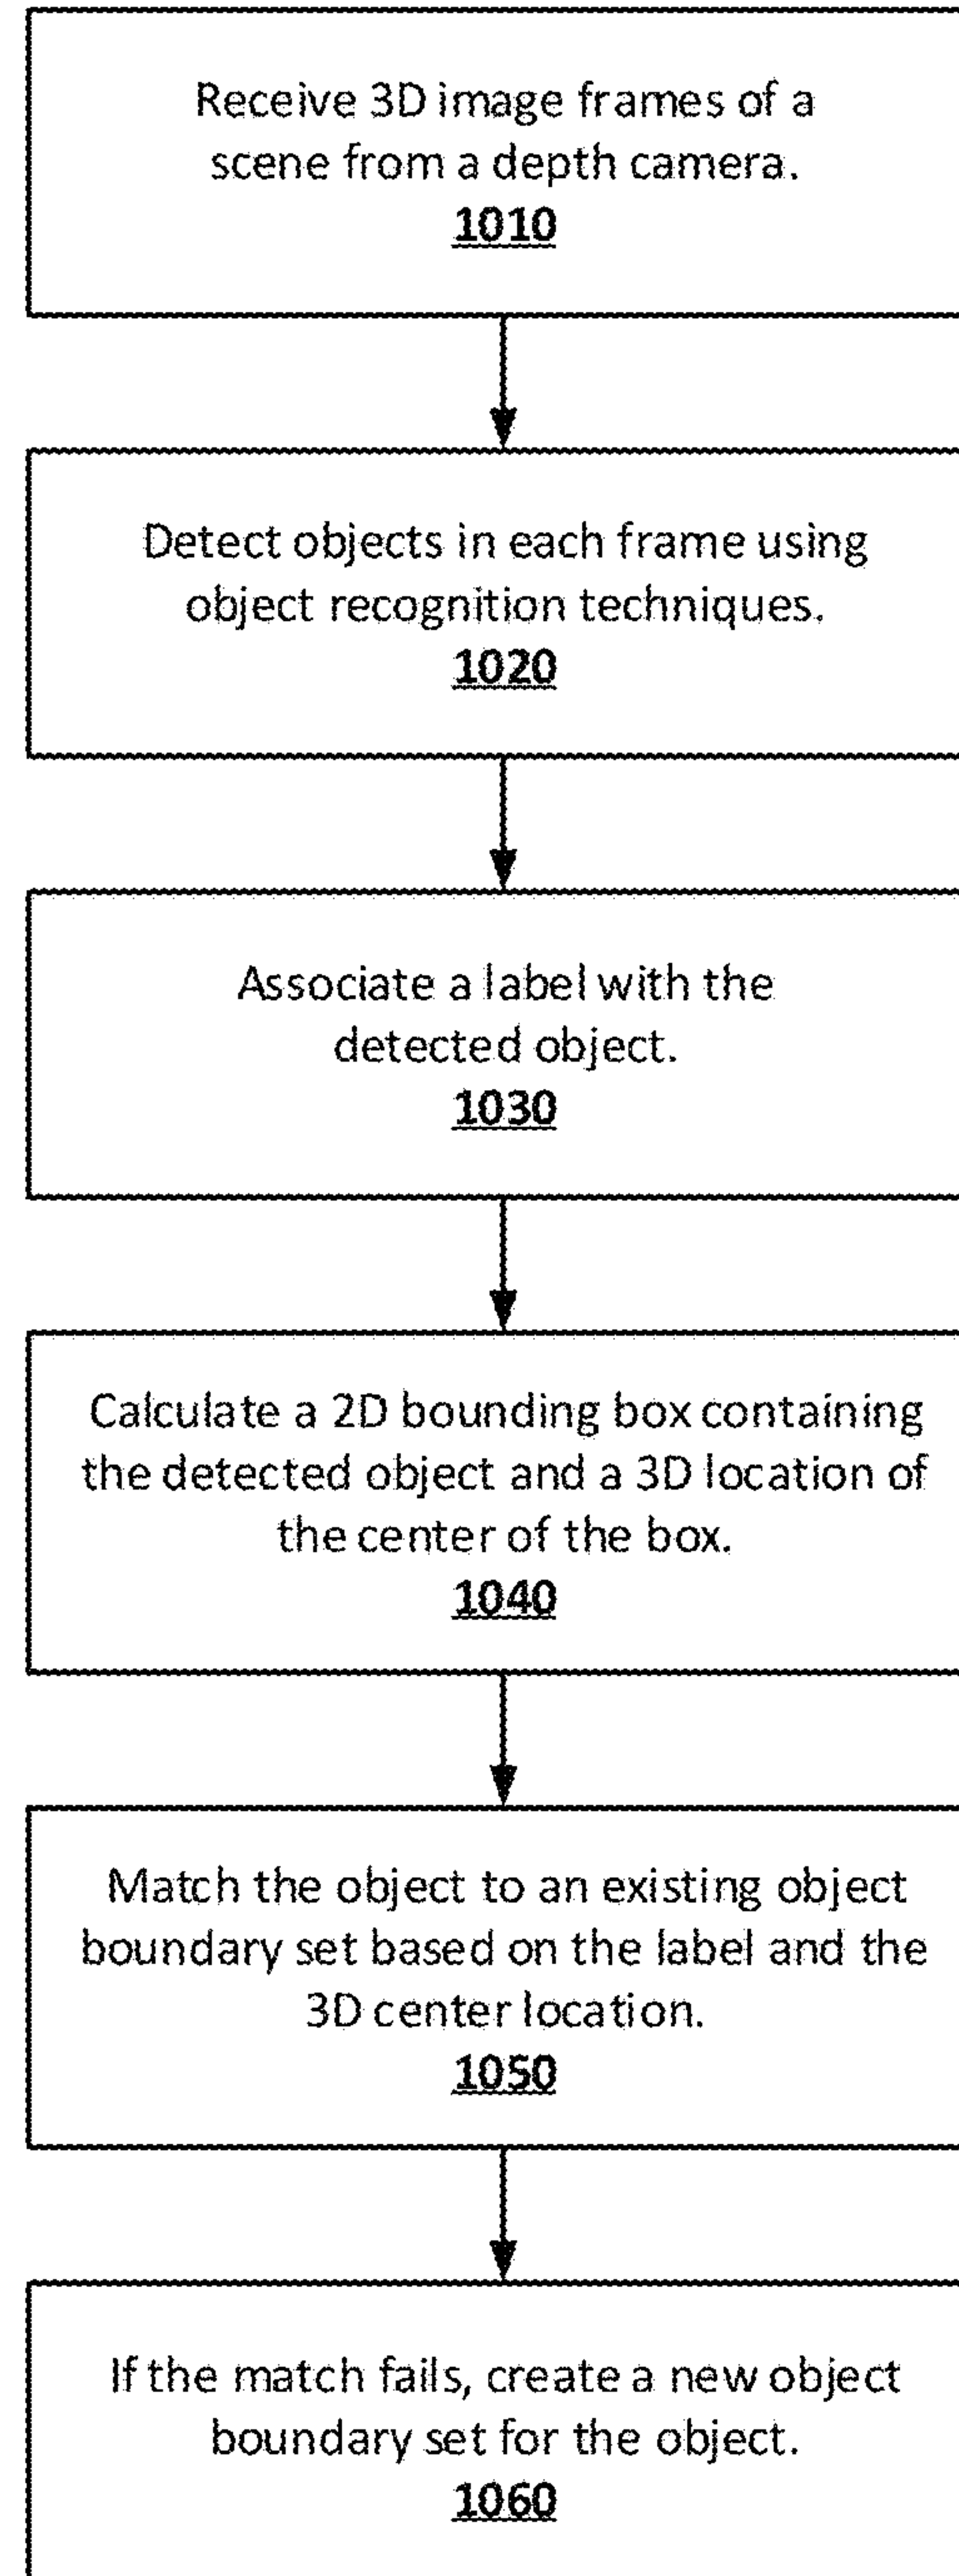 Receive 3D image frames of a
scene from a depth camera.
1010
Detect objects in each frame using
object recognition techniques.
1020
Associate a label with the
detected object.
1030
Calculate a 2D bounding box containing
the detected object and a 3D location of
the center of the box.
1040
Match the object to an existing object
boundary set based on the label and the
3D center location.
1050
If the match fails, create a new object
boundary set for the object.
1060